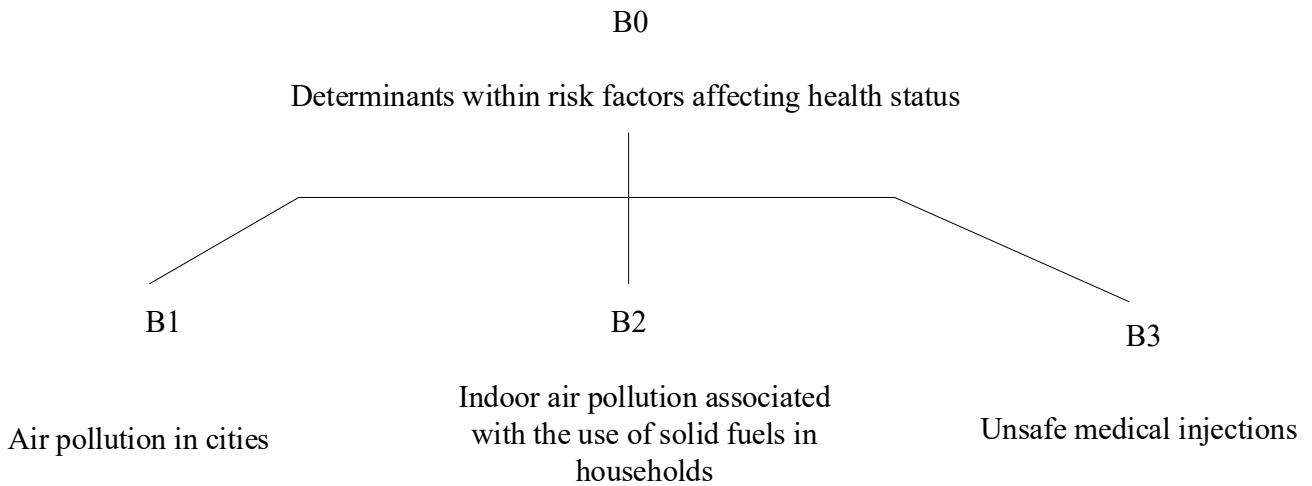 B0
Determinants within risk factors affecting health status
B1
Air pollution in cities
B2
Indoor air pollution associated
with the use of solid fuels in
households
B3
Unsafe medical injections